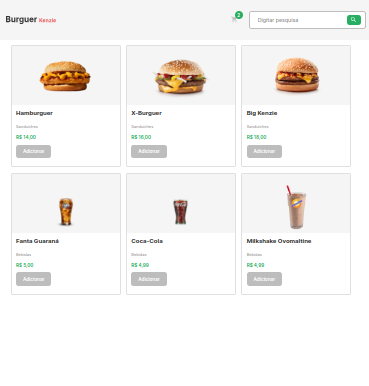 Burguer Kenzie
2
Digitar pesquisa
Hamburguer
Sanduíches
R$ 14,00
Adicionar
X-Burguer
Sanduíches
R$ 16,00
Adicionar
Big Kenzie
Sanduíches
R$ 18,00
Adicionar
Fanta Guaraná
Bebidas
R$ 5,00
Adicionar
Coca-Cola
Bebidas
R$ 4,99
Adicionar
Milkshake Ovomaltine
Bebidas
R$ 4,99
Adicionar